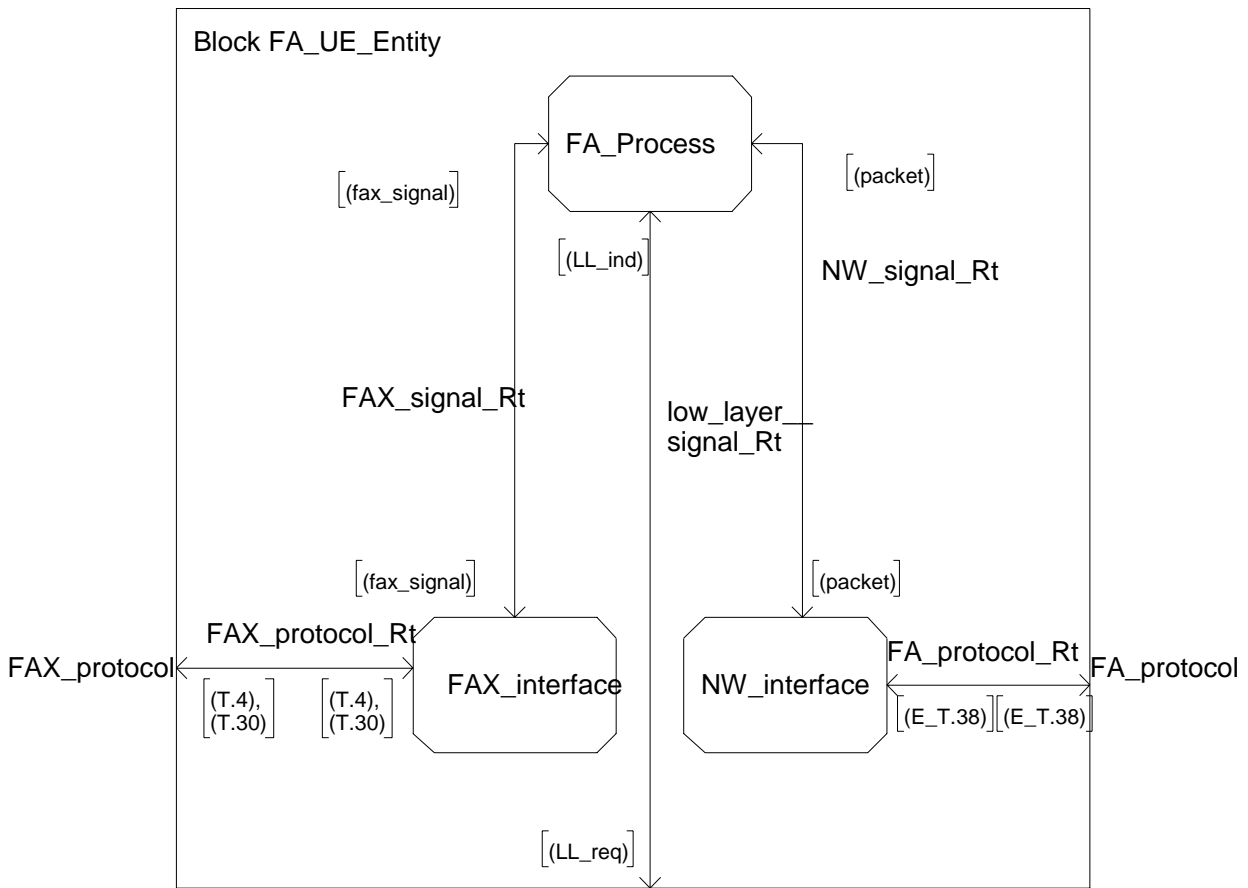 Block FA_UE_Entity
FA_Process
[(fax_signal)]
[(packet)]
[(LL_ind)]
NW_signal_Rt
FAX_signal_Rt
low_layer_
signal_Rt
[(fax_signal)]
[(packet)]
FAX_protocol_Rt
FA_protocol_Rt
FAX_protocol
FA_protocol
FAX_interface
NW_interface
[(T.4),
(T.30)]
[(T.4),
(T.30)]
[(E_T.38)]
[(E_T.38)]
[(LL_req)]